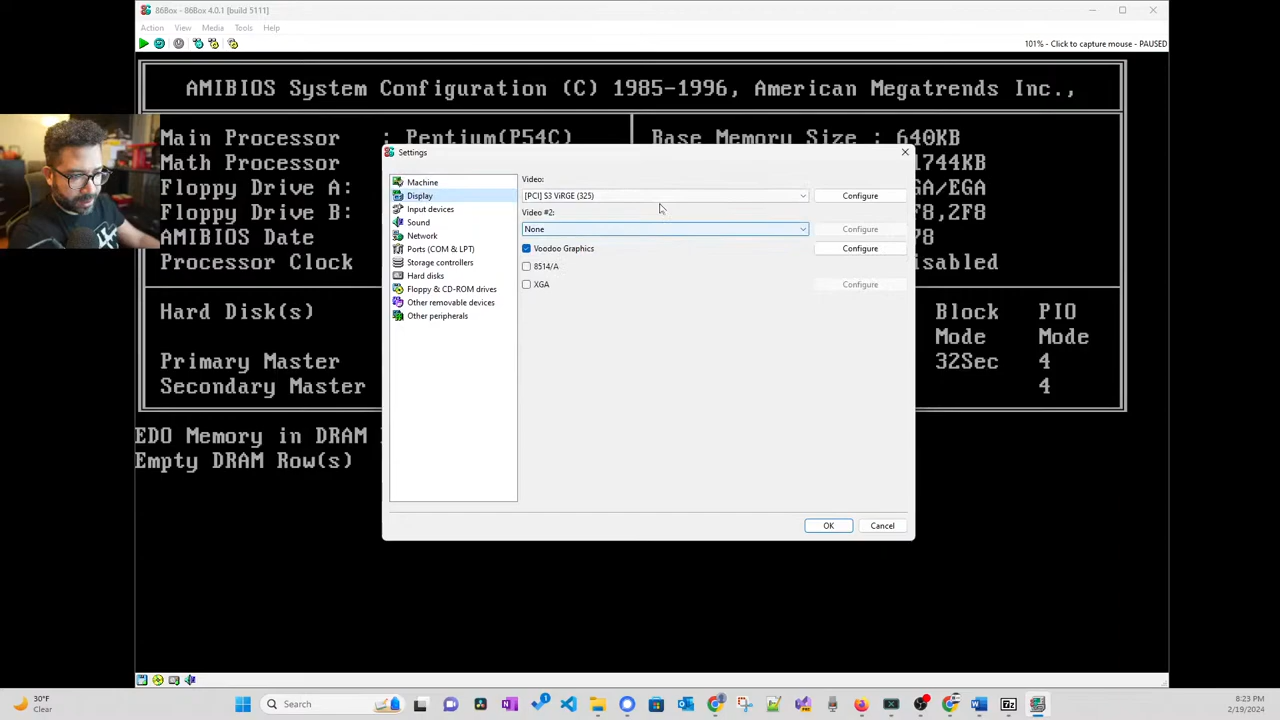 86Box - 86Box 4.0.1 [build 5111]
Action View Media Tools Help
101% - Click to capture mouse - PAUSED
AMIBIOS System Configuration (C) 1985-1996, American Megatrends Inc.,
Main Processor : Pentium(P54C) Base Memory Size : 640KB
Math Processor 1744KB
Floppy Drive A: GA/EGA
Floppy Drive B: F8,2F8
AMIBIOS Date 78
Processor Clock isabled
Hard Disk(s) Block PIO
Mode Mode
Primary Master 32Sec 4
Secondary Master 4
EDO Memory in DRAM
Empty DRAM Row(s)
Settings
Machine
Display
Input devices
Sound
Network
Ports (COM & LPT)
Storage controllers
Hard disks
Floppy & CD-ROM drives
Other removable devices
Other peripherals
Video:
[PCI] S3 ViRGE (325) Configure
Video #2:
None Configure
Voodoo Graphics Configure
8514/A
XGA Configure
OK Cancel
30°F
Clear
Search
8:23 PM
2/19/2024